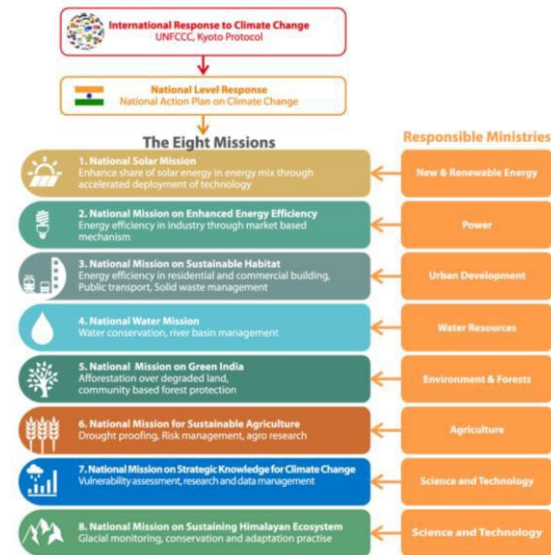 International Response to Climate Change
UNFCCC, Kyoto Protocol
National Level Response
National Action Plan on Climate Change
The Eight Missions
Responsible Ministries
1. National Solar Mission
Enhance share of solar energy in energy mix through
accelerated deployment of technology
New & Renewable Energy
2. National Mission on Enhanced Energy Efficiency
Energy efficiency in industry through market based
mechanism
Power
3. National Mission on Sustainable Habitat
Energy efficiency in residential and commercial building,
Public transport, Solid waste management
Urban Development
4. National Water Mission
Water conservation, river basin management
Water Resources
5. National Mission on Green India
Afforestation over degraded land,
community based forest protection
Environment & Forests
6. National Mission for Sustainable Agriculture
Drought proofing, Risk management, agro research
Agriculture
7. National Mission on Strategic Knowledge for Climate Change
Vulnerability assessment, research and data management
Science and Technology
8. National Mission on Sustaining Himalayan Ecosystem
Glacial monitoring, conservation and adaptation practise
Science and Technology